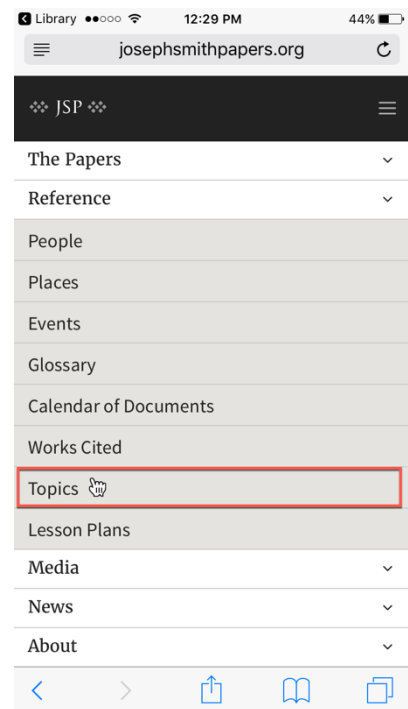 Library 12:29 PM 44%
josephsmithpapers.org
JSP
The Papers
Reference
People
Places
Events
Glossary
Calendar of Documents
Works Cited
Topics
Lesson Plans
Media
News
About